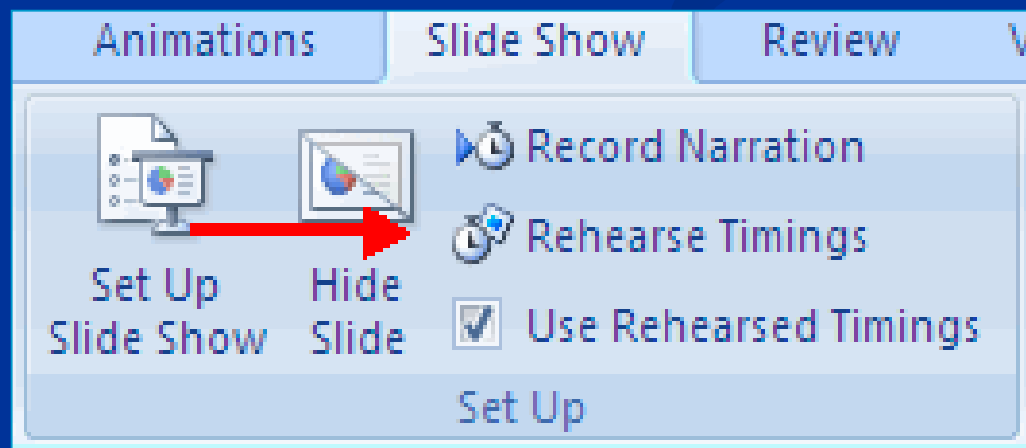 Animations Slide Show Review
Record Narration
Rehearse Timings
Set Up Hide
Slide Show Slide
Use Rehearsed Timings
Set Up